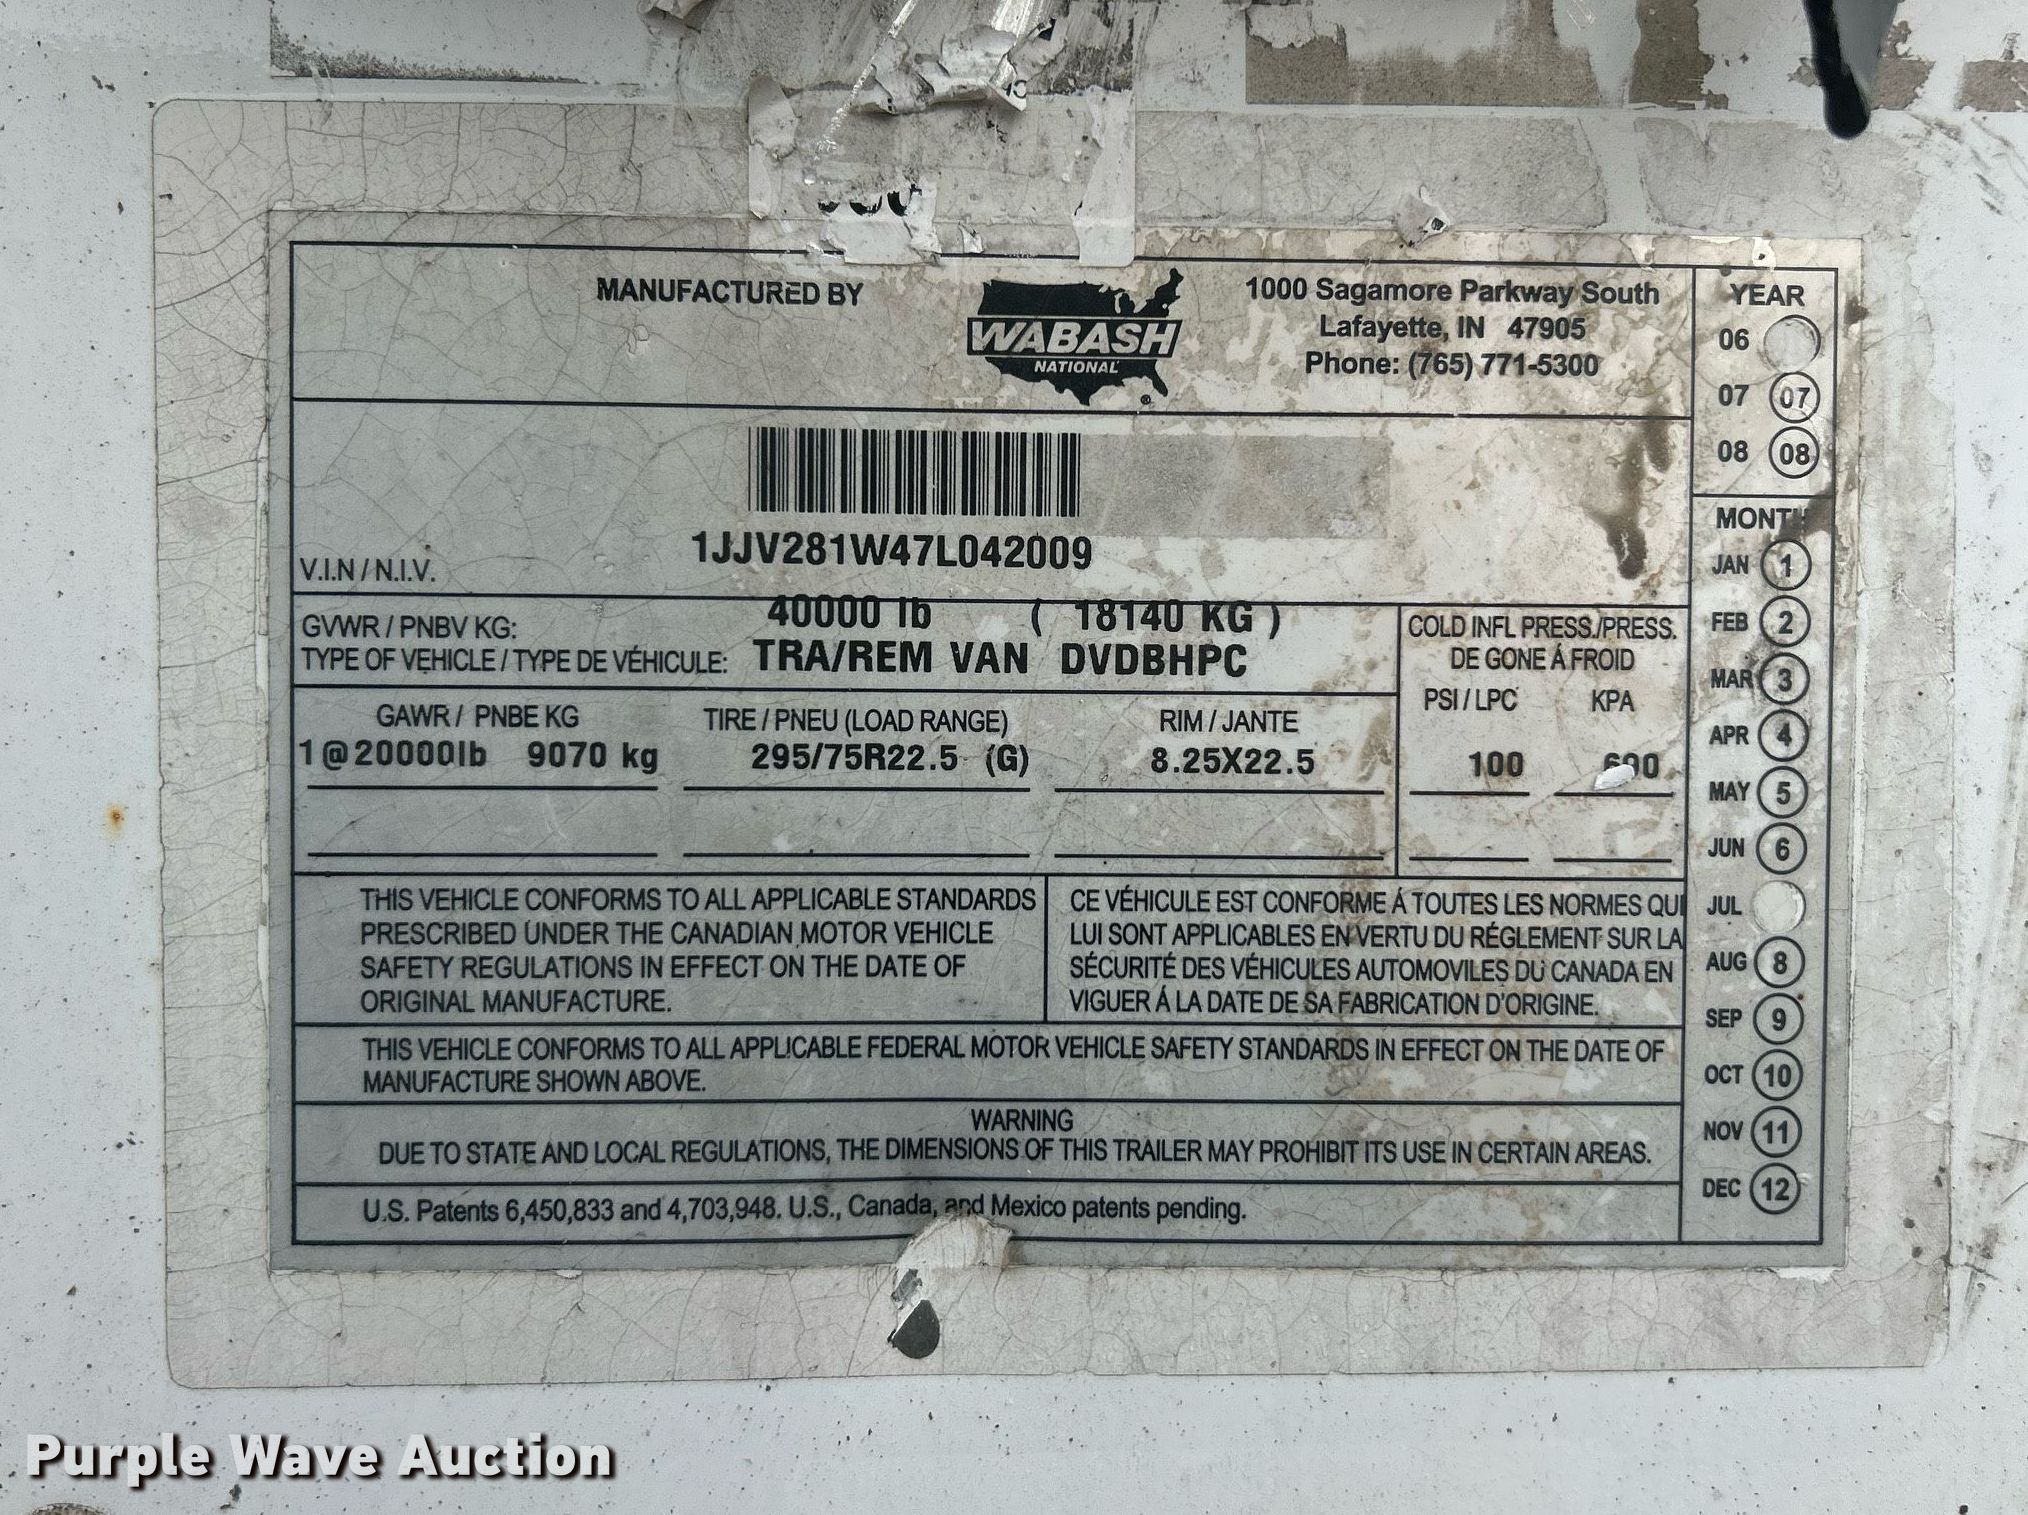 MANUFACTURED BY
WABASH
NATIONAL
®
1000 Sagamore Parkway South
Lafayette, IN 47905
Phone: (765) 771-5300
YEAR
06
07 07
08 08
1JJV281W47L042009
V.I.N / N.I.V.
GVWR / PNBV KG: 40000 lb ( 18140 KG )
TYPE OF VEHICLE / TYPE DE VÉHICULE: TRA/REM VAN DVDBHPC
COLD INFL PRESS./PRESS.
DE GONE Á FROID
PSI / LPC KPA
GAWR / PNBE KG TIRE / PNEU (LOAD RANGE) RIM / JANTE
1@20000lb 9070 kg 295/75R22.5 (G) 8.25X22.5 100 600
THIS VEHICLE CONFORMS TO ALL APPLICABLE STANDARDS
PRESCRIBED UNDER THE CANADIAN MOTOR VEHICLE
SAFETY REGULATIONS IN EFFECT ON THE DATE OF
ORIGINAL MANUFACTURE.
CE VÉHICULE EST CONFORME Á TOUTES LES NORMES QUI
LUI SONT APPLICABLES EN VERTU DU RÉGLEMENT SUR LA
SÉCURITÉ DES VÉHICULES AUTOMOVILES DU CANADA EN
VIGUER Á LA DATE DE SA FABRICATION D'ORIGINE.
THIS VEHICLE CONFORMS TO ALL APPLICABLE FEDERAL MOTOR VEHICLE SAFETY STANDARDS IN EFFECT ON THE DATE OF
MANUFACTURE SHOWN ABOVE.
WARNING
DUE TO STATE AND LOCAL REGULATIONS, THE DIMENSIONS OF THIS TRAILER MAY PROHIBIT ITS USE IN CERTAIN AREAS.
U.S. Patents 6,450,833 and 4,703,948. U.S., Canada, and Mexico patents pending.
MONTH
JAN 1
FEB 2
MAR 3
APR 4
MAY 5
JUN 6
JUL
AUG 8
SEP 9
OCT 10
NOV 11
DEC 12
Purple Wave Auction